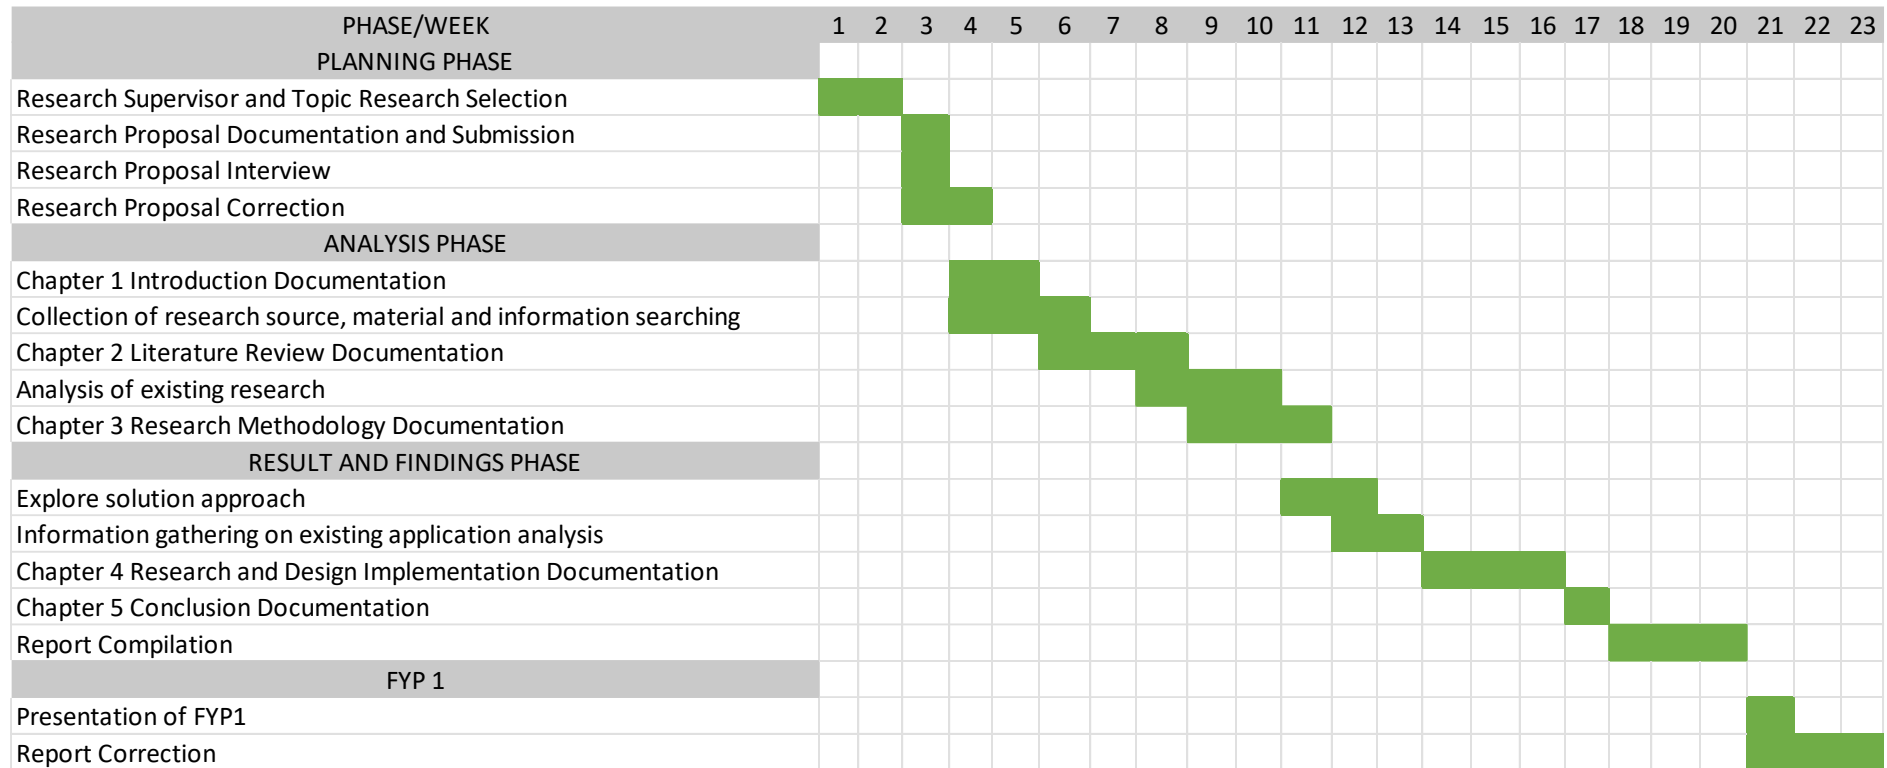 PHASE/WEEK 1 2 3 4 5 6 7 8 9 10 11 12 13 14 15 16 17 18 19 20 21 22 23
PLANNING PHASE
Research Supervisor and Topic Research Selection
Research Proposal Documentation and Submission
Research Proposal Interview
Research Proposal Correction
ANALYSIS PHASE
Chapter 1 Introduction Documentation
Collection of research source, material and information searching
Chapter 2 Literature Review Documentation
Analysis of existing research
Chapter 3 Research Methodology Documentation
RESULT AND FINDINGS PHASE
Explore solution approach
Information gathering on existing application analysis
Chapter 4 Research and Design Implementation Documentation
Chapter 5 Conclusion Documentation
Report Compilation
FYP 1
Presentation of FYP1
Report Correction